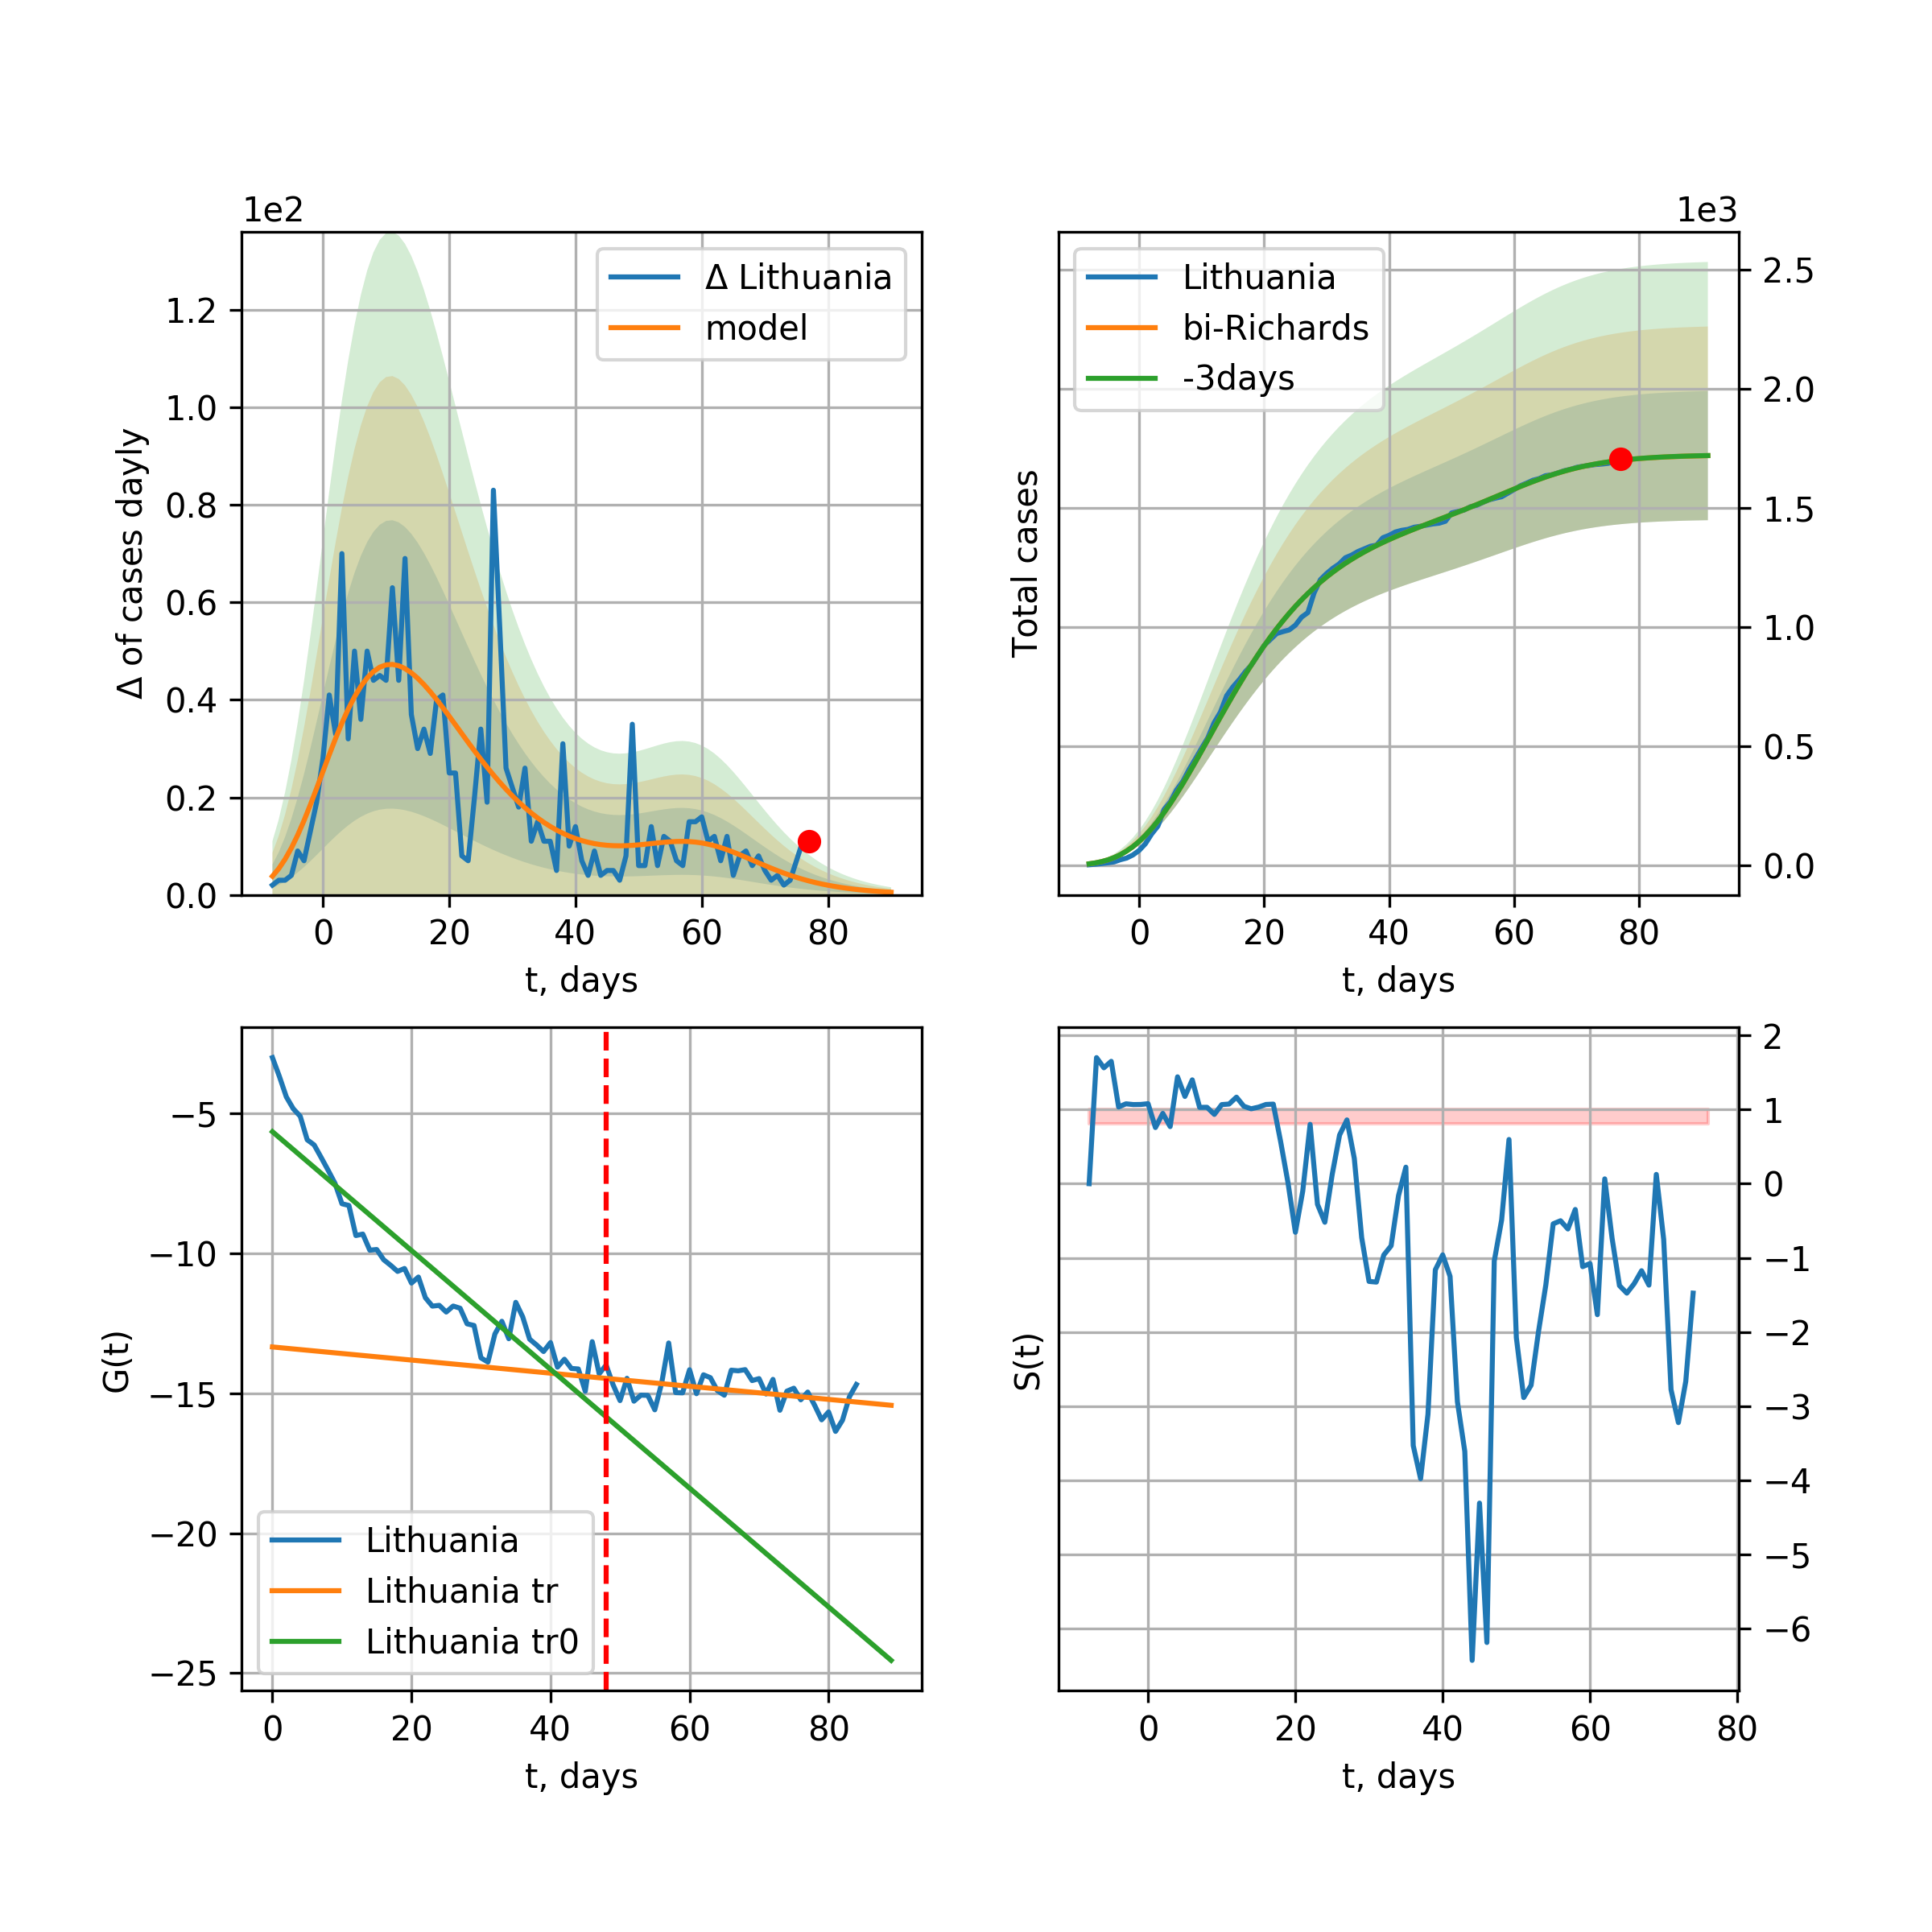 1e2
Δ of cases dayly
1.2
1.0
0.8
0.6
0.4
0.2
0.0
0 20 40 60 80
t, days
Δ Lithuania
model
1e3
Total cases
2.5
2.0
1.5
1.0
0.5
0.0
0 20 40 60 80
t, days
Lithuania
bi-Richards
-3days
G(t)
−5
−10
−15
−20
−25
0 20 40 60 80
t, days
Lithuania
Lithuania tr
Lithuania tr0
S(t)
2
1
0
−1
−2
−3
−4
−5
−6
0 20 40 60 80
t, days